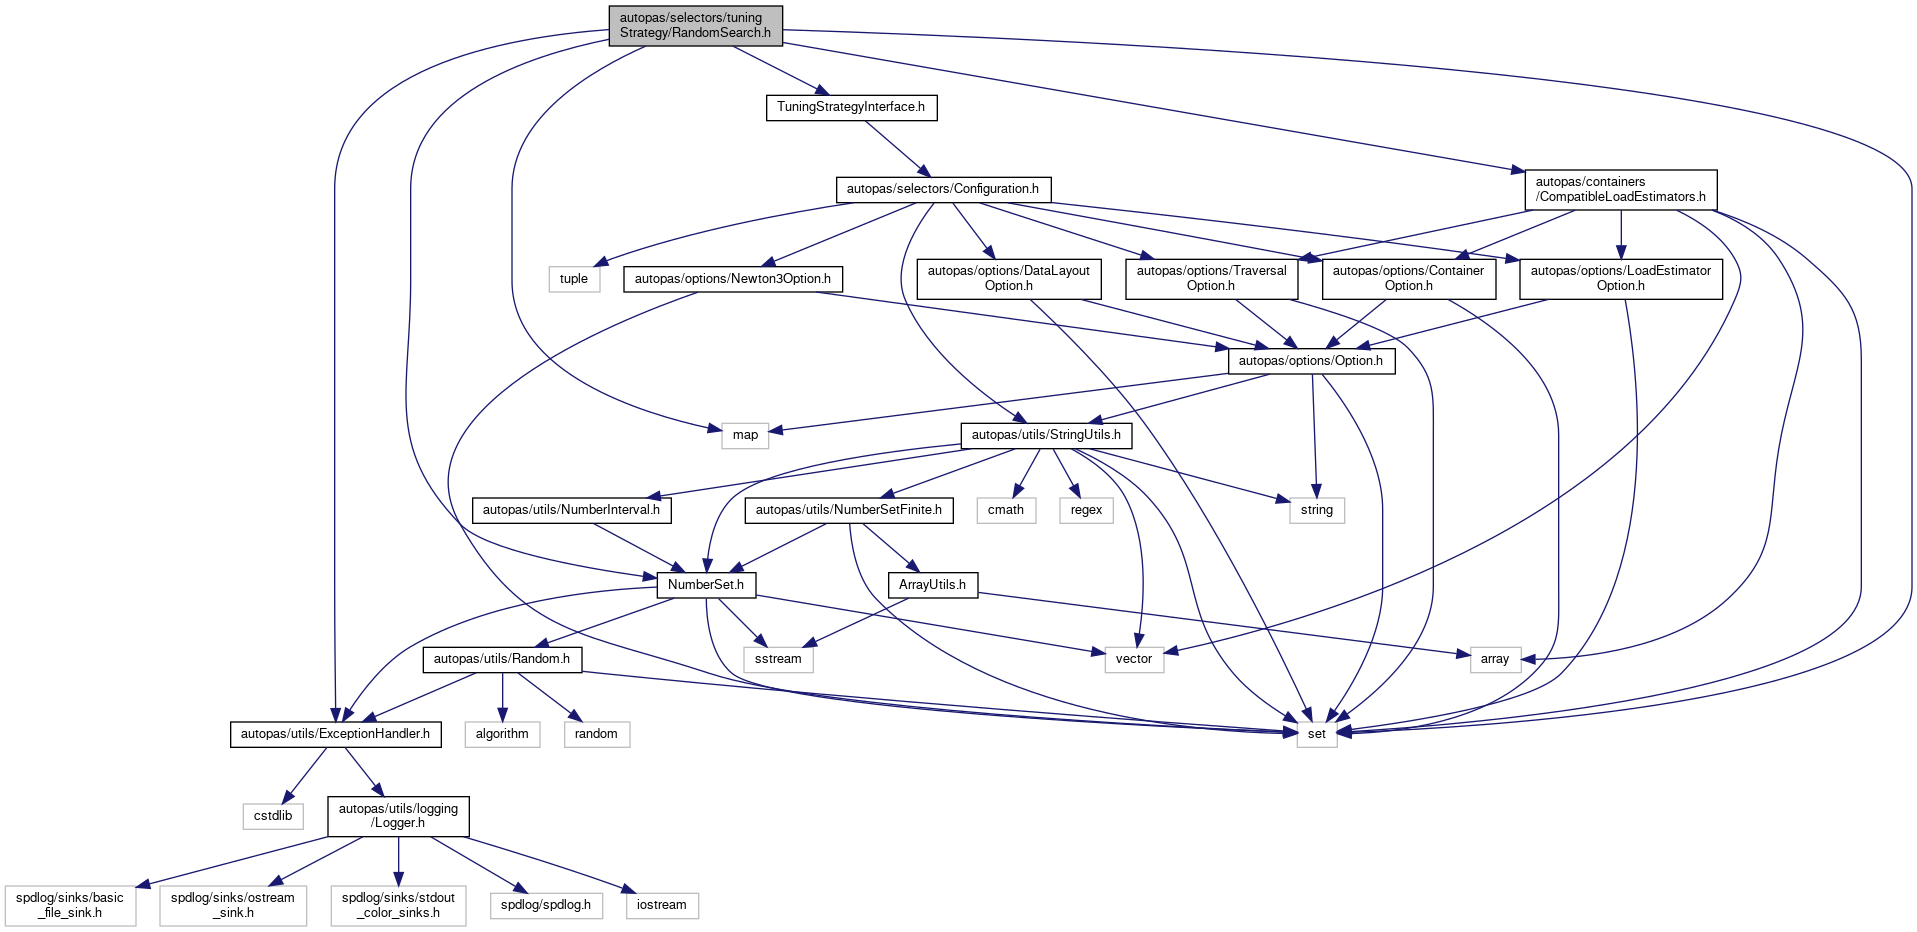 autopas/selectors/tuning
Strategy/RandomSearch.h
TuningStrategyInterface.h
autopas/selectors/Configuration.h
autopas/containers
/CompatibleLoadEstimators.h
tuple
autopas/options/Newton3Option.h
autopas/options/DataLayout
Option.h
autopas/options/Traversal
Option.h
autopas/options/Container
Option.h
autopas/options/LoadEstimator
Option.h
autopas/options/Option.h
map
autopas/utils/StringUtils.h
autopas/utils/NumberInterval.h
autopas/utils/NumberSetFinite.h
cmath
regex
string
NumberSet.h
ArrayUtils.h
autopas/utils/Random.h
sstream
vector
array
autopas/utils/ExceptionHandler.h
algorithm
random
set
cstdlib
autopas/utils/logging
/Logger.h
spdlog/sinks/basic
_file_sink.h
spdlog/sinks/ostream
_sink.h
spdlog/sinks/stdout
_color_sinks.h
spdlog/spdlog.h
iostream